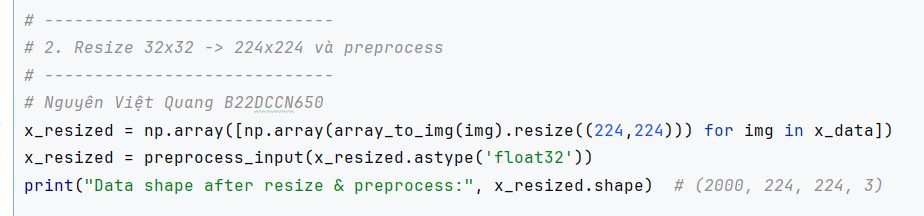 # -----------------------------
# 2. Resize 32x32 -> 224x224 và preprocess
# -----------------------------
# Nguyên Việt Quang B22DCCN650
x_resized = np.array([np.array(array_to_img(img).resize((224,224))) for img in x_data])
x_resized = preprocess_input(x_resized.astype('float32'))
print("Data shape after resize & preprocess:", x_resized.shape)  # (2000, 224, 224, 3)